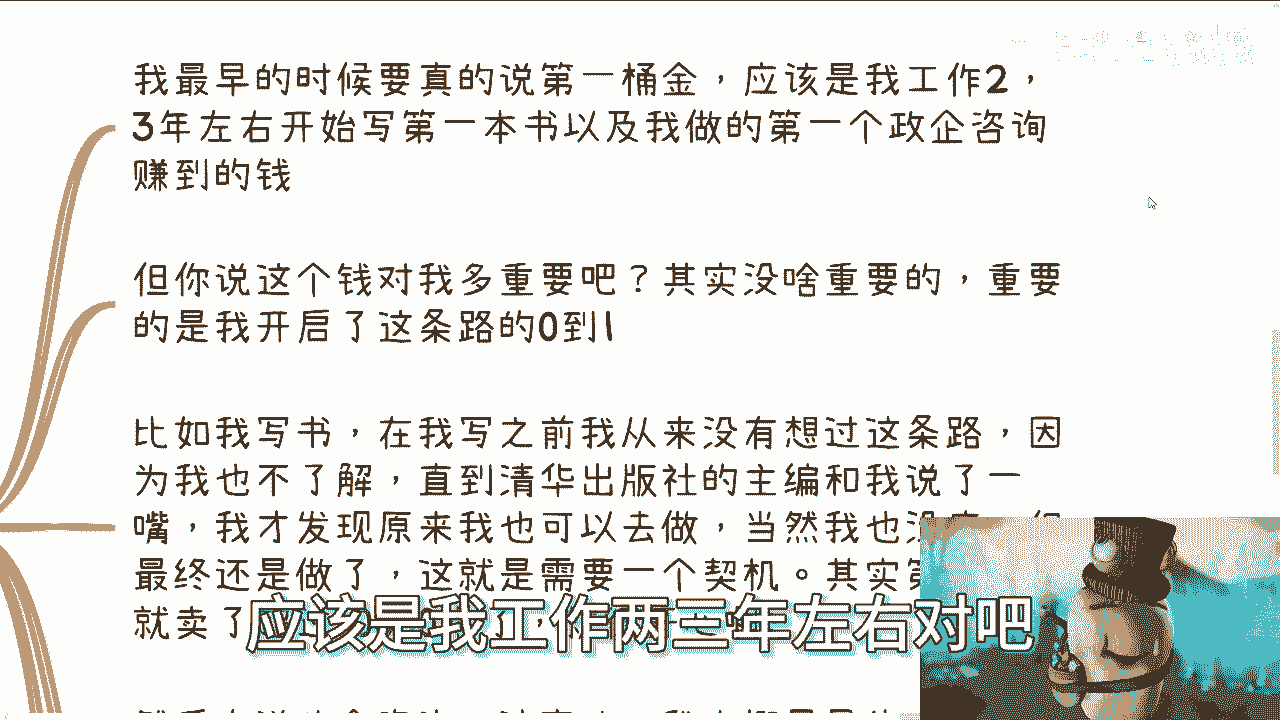 我最早的时候要真的说第一桶金，应该是我工作2，
3年左右开始写第一本书以及我做的第一个政企咨询
赚到的钱
但你说这个钱对我多重要吧？其实没啥重要的，重要
的是我开启了这条路的0到1
比如我写书，在我写之前我从来没有想过这条路，因
为我也不了解，直到清华出版社的主编和我说了一
嘴，我才发现原来我也可以去做，当然我也
最终还是做了，这就是需要一个契机。其实
就卖了
应该是我工作两三年左右对吧